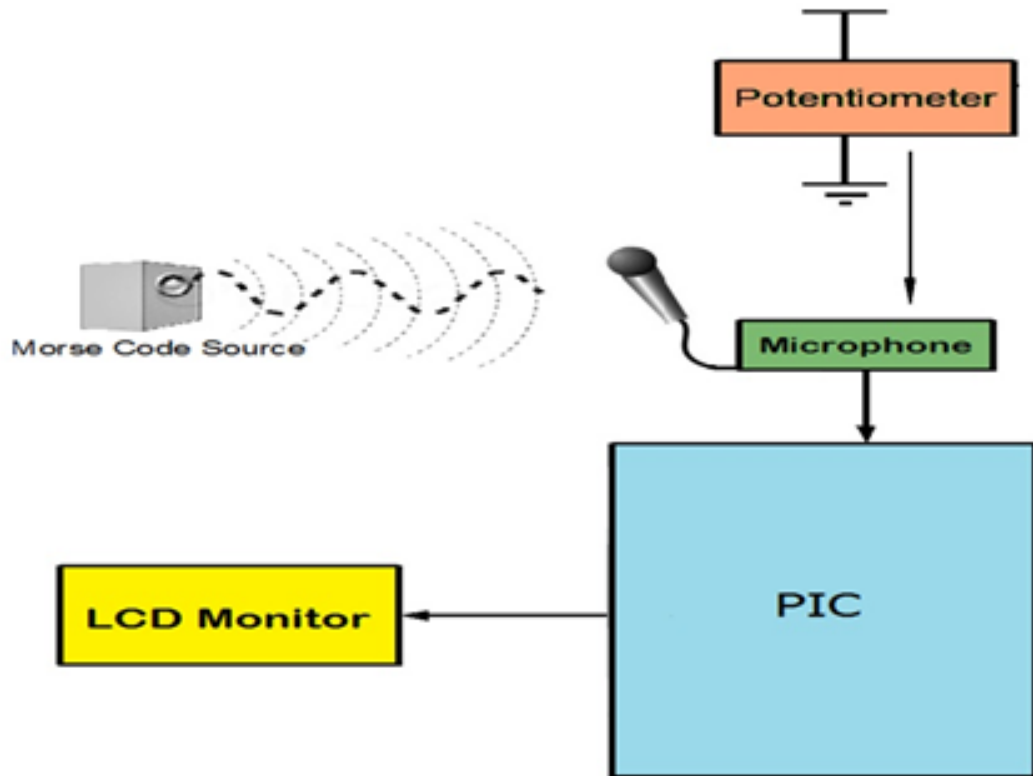 Potentiometer
Morse Code Source
Microphone
PIC
LCD Monitor